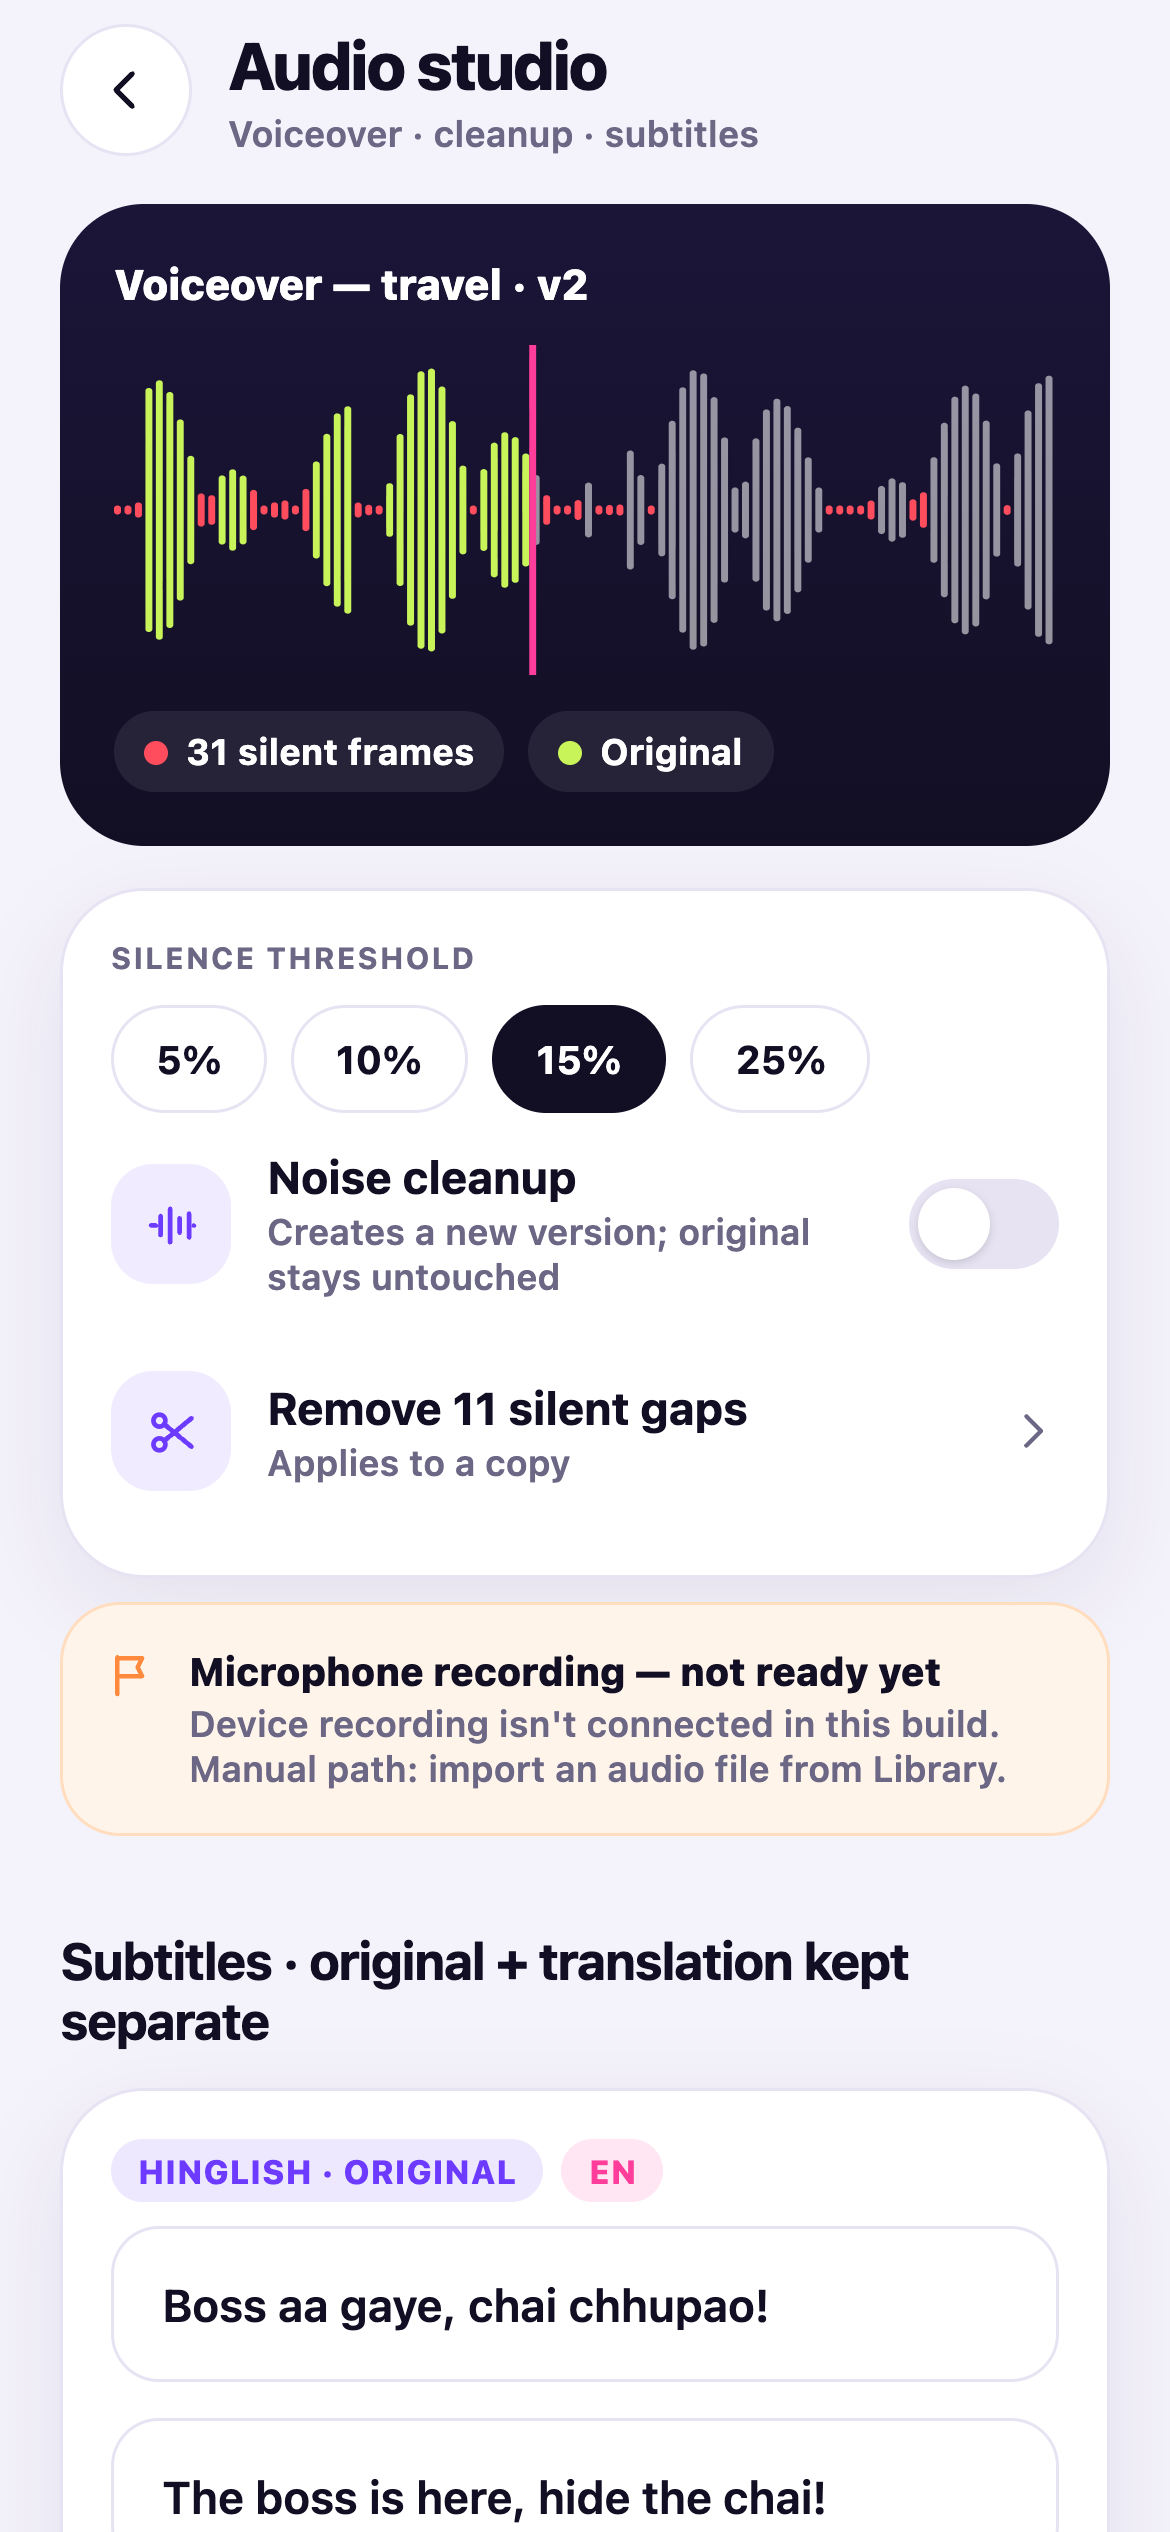 Audio studio
Voiceover · cleanup · subtitles
Voiceover — travel · v2
31 silent frames
Original
SILENCE THRESHOLD
5%
10%
15%
25%
Noise cleanup
Creates a new version; original
stays untouched
Remove 11 silent gaps
Applies to a copy
Microphone recording — not ready yet
Device recording isn't connected in this build.
Manual path: import an audio file from Library.
Subtitles · original + translation kept
separate
HINGLISH · ORIGINAL
EN
Boss aa gaye, chai chhupao!
The boss is here, hide the chai!